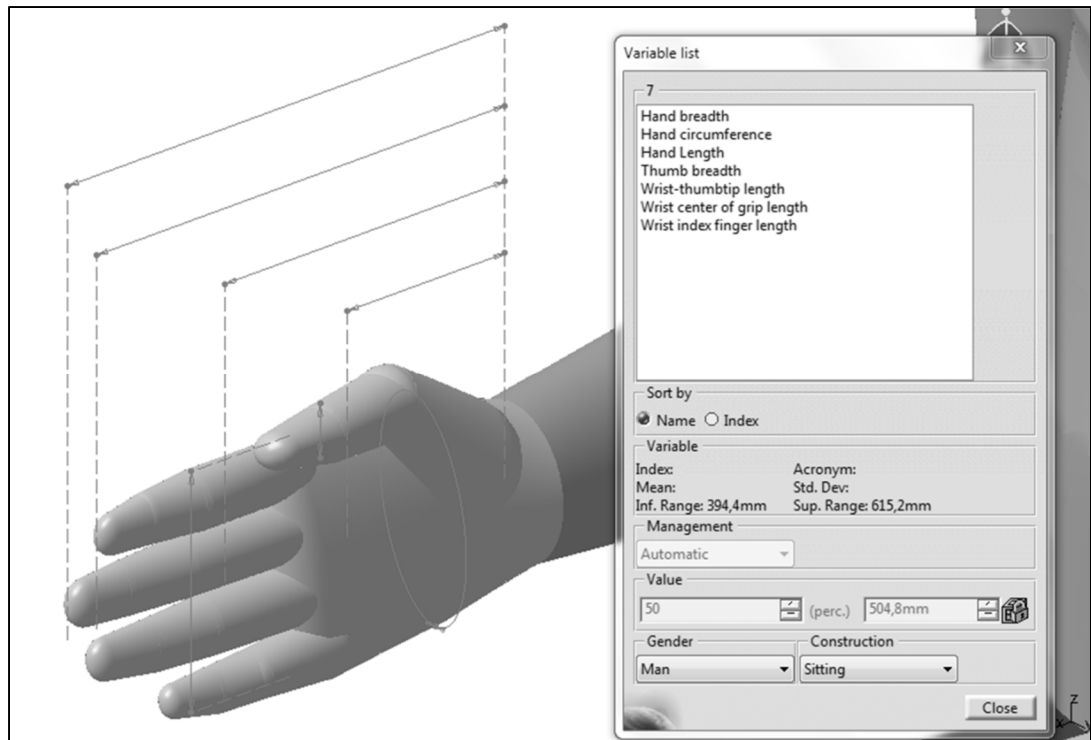 Variable list
7
Hand breadth
Hand circumference
Hand Length
Thumb breadth
Wrist-thumbtip length
Wrist center of grip length
Wrist index finger length
Sort by
Name Index
Variable
Index: Acronym:
Mean: Std. Dev:
Inf. Range: 394,4mm Sup. Range: 615,2mm
Management
Automatic
Value
50 (perc.) 504,8mm
Gender Construction
Man Sitting
Close
z
x